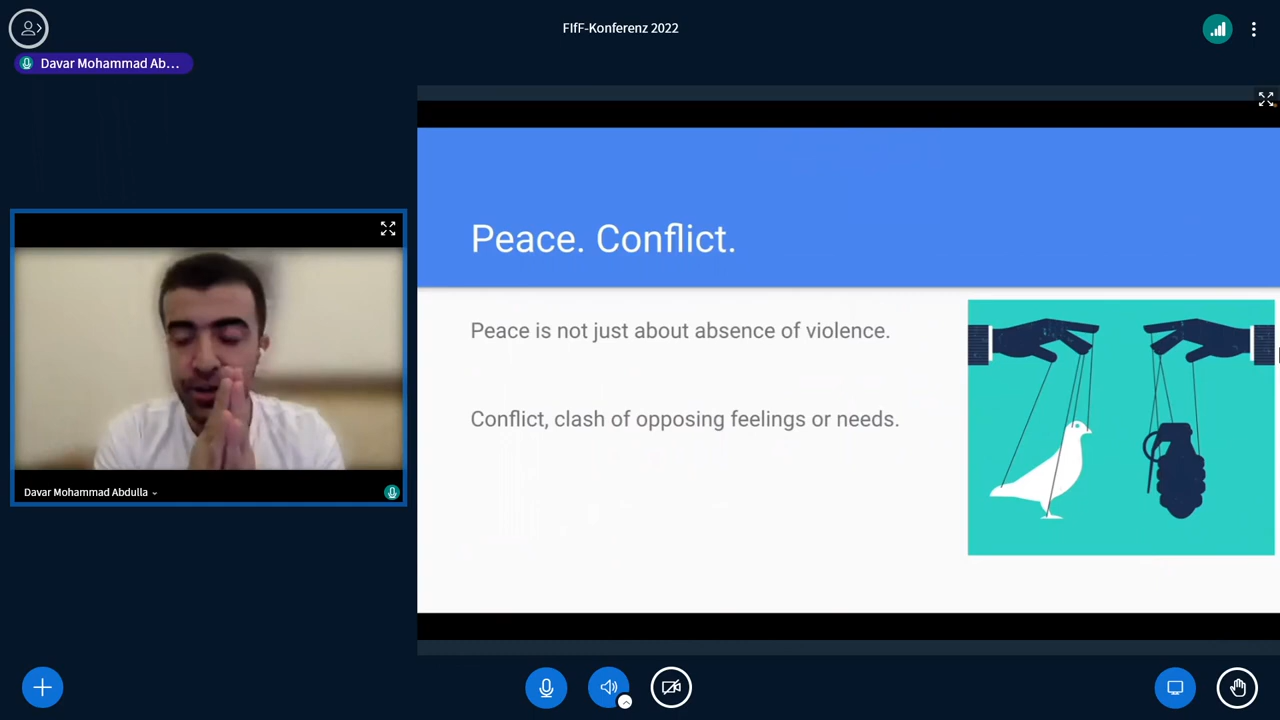 FIfF-Konferenz 2022
Davar Mohammad Ab...
Peace. Conflict.
Peace is not just about absence of violence.
Conflict, clash of opposing feelings or needs.
Davar Mohammad Abdulla